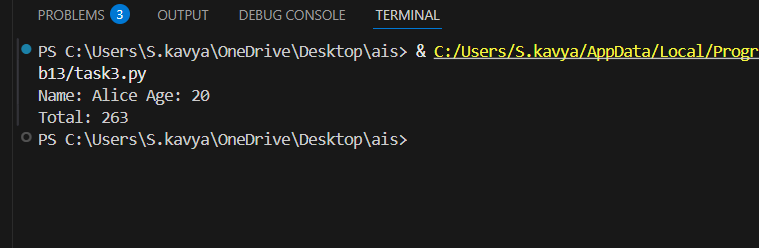 PROBLEMS 3 OUTPUT DEBUG CONSOLE TERMINAL
PS C:\Users\S.kavya\OneDrive\Desktop\ais> & C:/Users/S.kavya/AppData/Local/Progr
b13/task3.py
Name: Alice Age: 20
Total: 263
PS C:\Users\S.kavya\OneDrive\Desktop\ais>